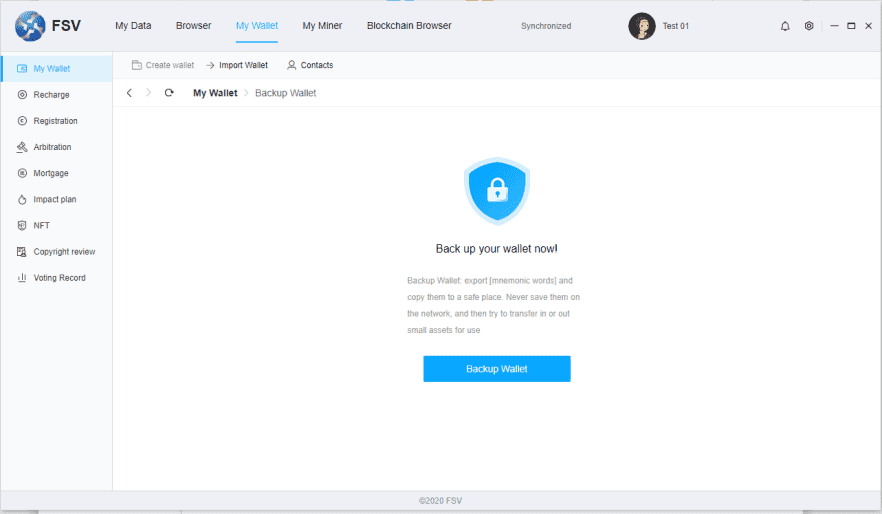 FSV
My Data Browser My Wallet My Miner Blockchain Browser Synchronized Test 01
My Wallet
Recharge
Registration
Arbitration
Mortgage
Impact plan
NFT
Copyright review
Voting Record
Create wallet Import Wallet Contacts
My Wallet Backup Wallet
Back up your wallet now!
Backup Wallet: export [mnemonic words] and
copy them to a safe place. Never save them on
the network, and then try to transfer in or out
small assets for use
Backup Wallet
©2020 FSV